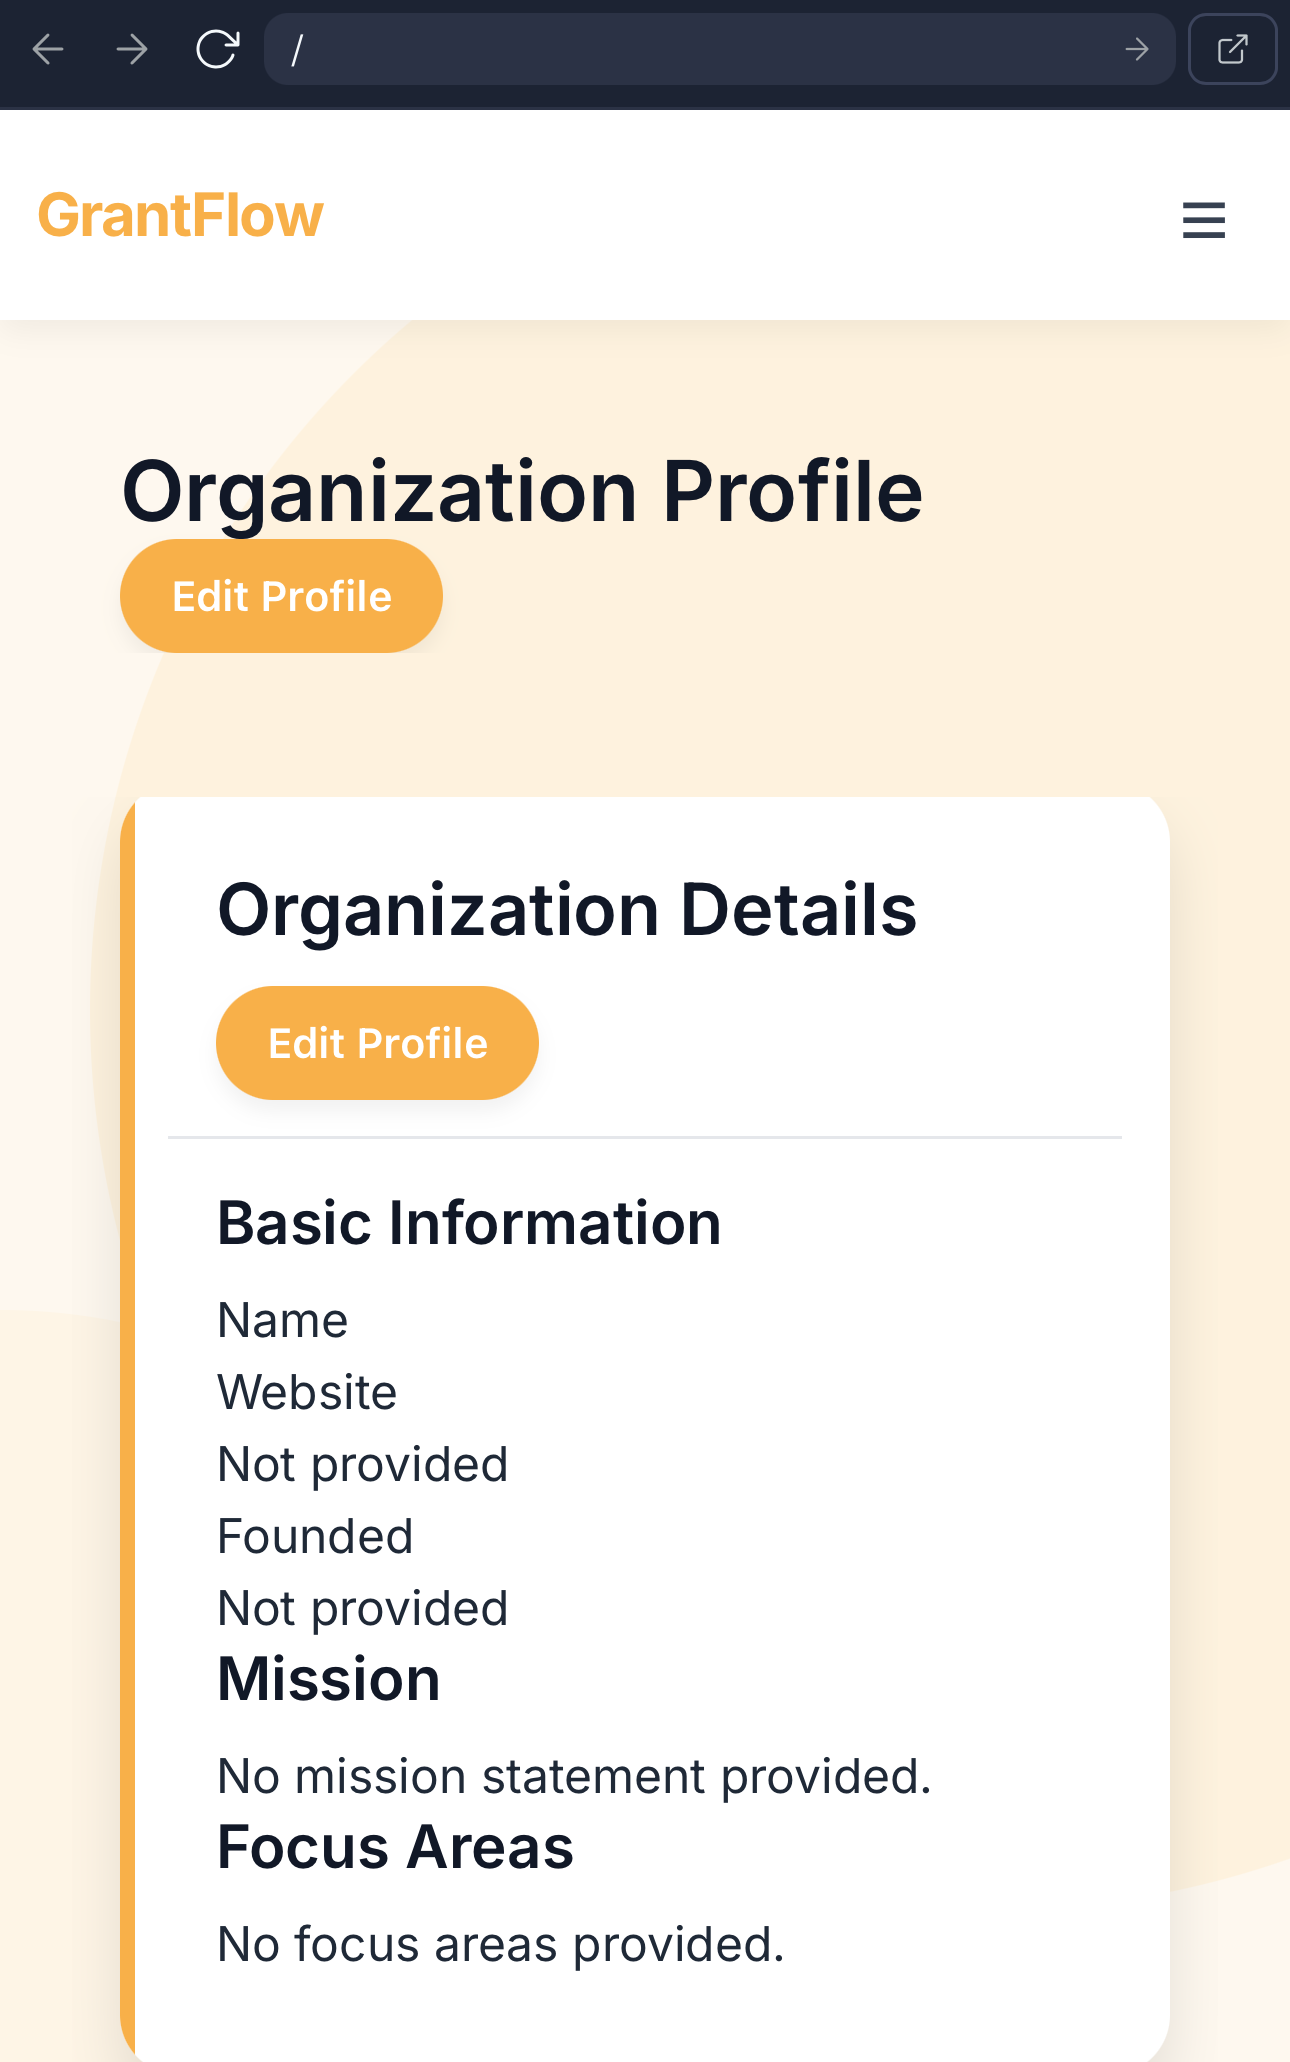 /
GrantFlow
Organization Profile
Edit Profile
Organization Details
Edit Profile
Basic Information
Name
Website
Not provided
Founded
Not provided
Mission
No mission statement provided.
Focus Areas
No focus areas provided.